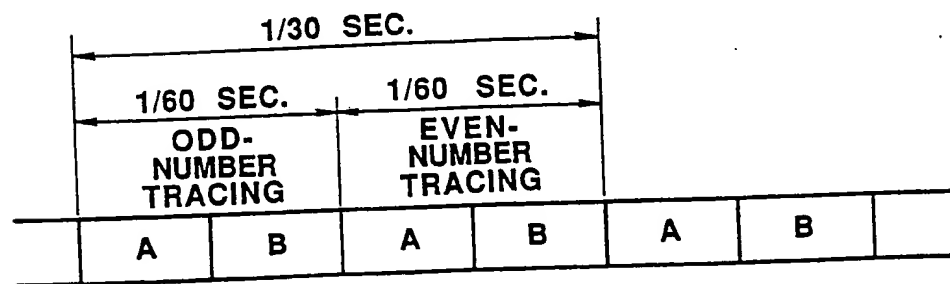 1/30 SEC.
1/60 SEC. 1/60 SEC.
ODD-
NUMBER
TRACING
EVEN-
NUMBER
TRACING
A B A B A B